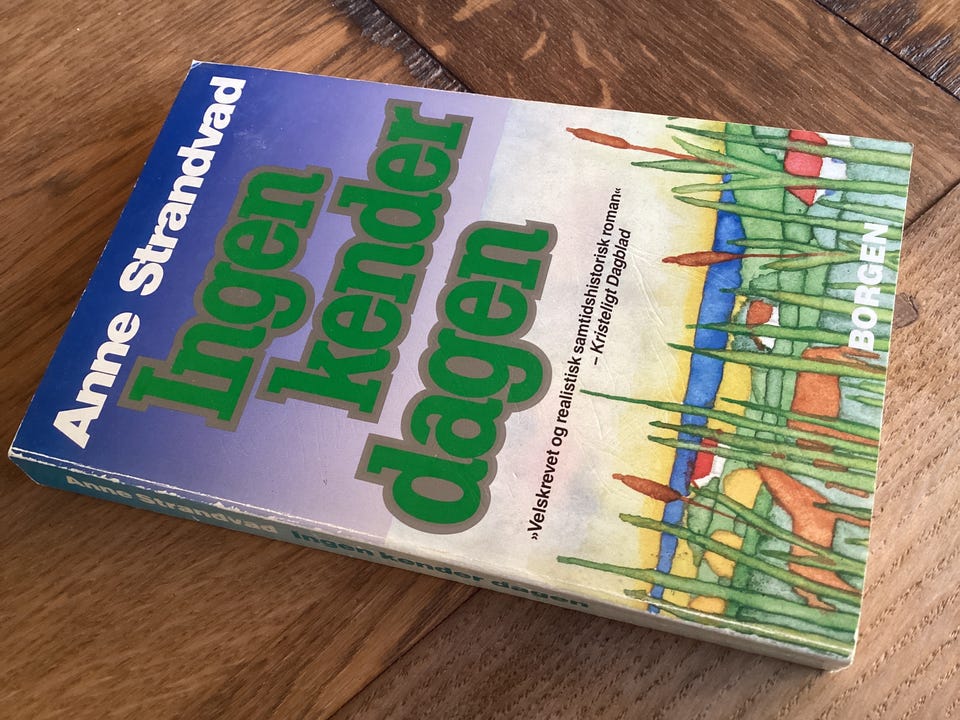 Anne Strandvad
Ingen
kender
dagen
»Velskrevet og realistisk samtidshistorisk roman«
– Kristeligt Dagblad
BORGEN
Anne Strandvad Ingen kender dagen